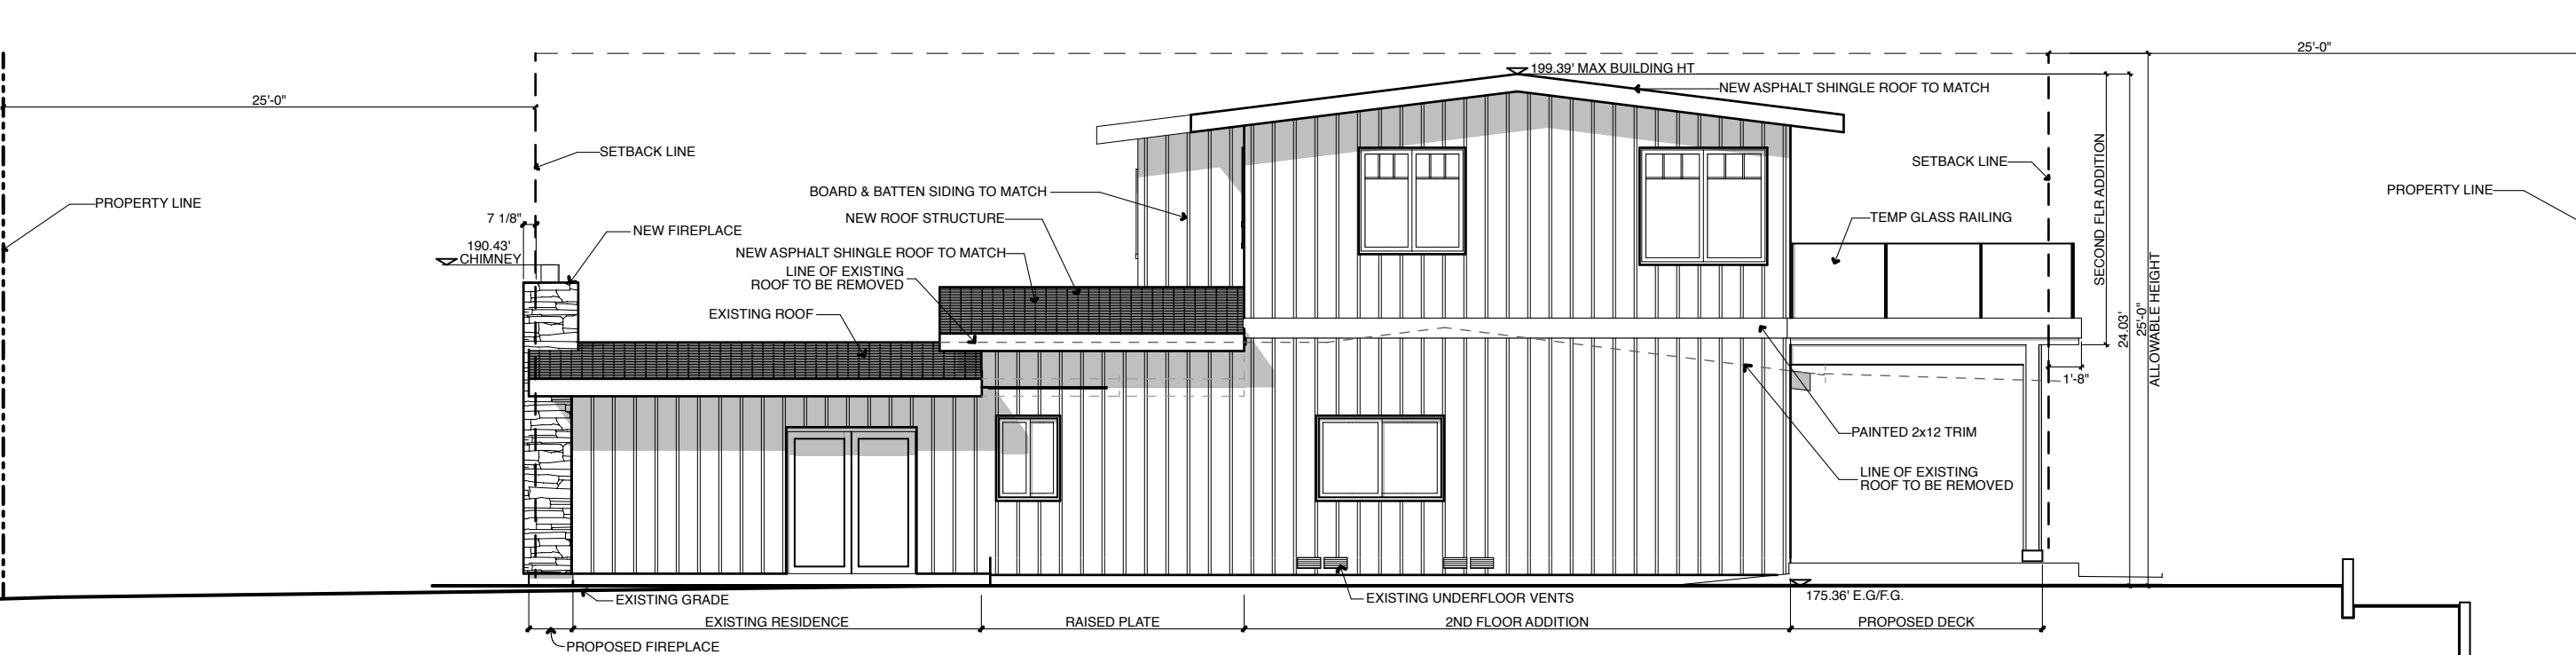 25'-0"
199.39' MAX BUILDING HT
NEW ASPHALT SHINGLE ROOF TO MATCH
25'-0"
SETBACK LINE
SETBACK LINE
PROPERTY LINE
PROPERTY LINE
BOARD & BATTEN SIDING TO MATCH
7 1/8"
NEW ROOF STRUCTURE
TEMP GLASS RAILING
NEW FIREPLACE
190.43'
CHIMNEY
NEW ASPHALT SHINGLE ROOF TO MATCH
LINE OF EXISTING
ROOF TO BE REMOVED
EXISTING ROOF
SECOND FLR ADDITION
24.03'
25'-0"
ALLOWABLE HEIGHT
1'-8"
PAINTED 2x12 TRIM
LINE OF EXISTING
ROOF TO BE REMOVED
EXISTING GRADE
EXISTING UNDERFLOOR VENTS
175.36' E.G/F.G.
EXISTING RESIDENCE
RAISED PLATE
2ND FLOOR ADDITION
PROPOSED DECK
PROPOSED FIREPLACE